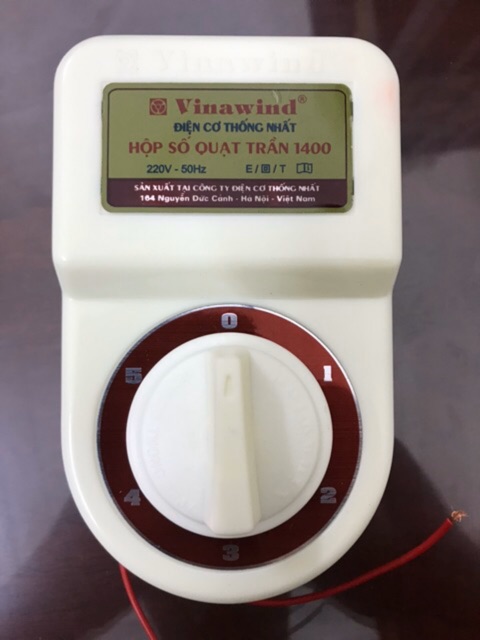 Vinawind®
ĐIỆN CƠ THỐNG NHẤT
HỘP SỐ QUẠT TRẦN 1400
220V - 50Hz E / / T
SẢN XUẤT TẠI CÔNG TY ĐIỆN CƠ THỐNG NHẤT
164 Nguyễn Đức Cảnh - Hà Nội - Việt Nam
0
5 1
4 2
3